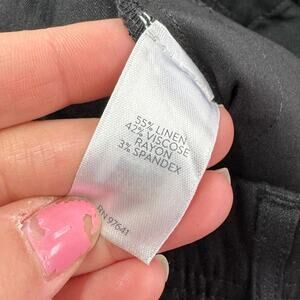 55% LINEN
42% VISCOSE
RAYON
3% SPANDEX
RN 97641